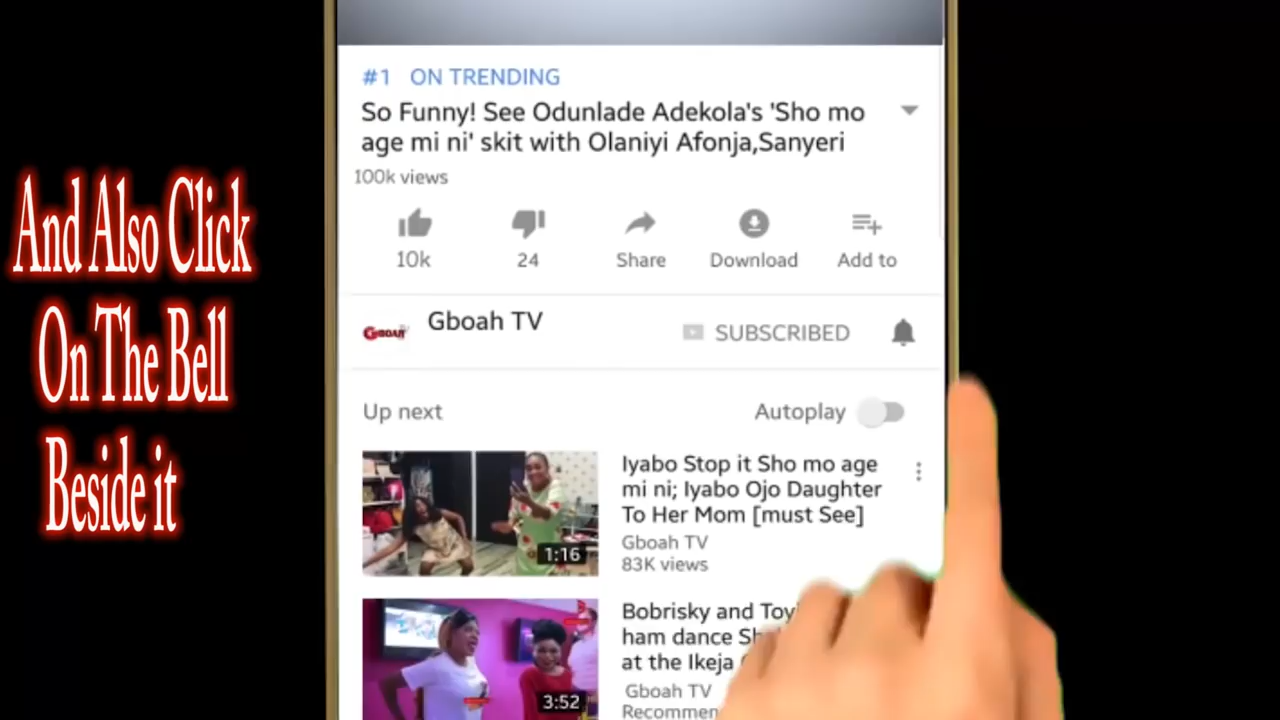 And Also Click
On The Bell
Beside it
#1 ON TRENDING
So Funny! See Odunlade Adekola's 'Sho mo
age mi ni' skit with Olaniyi Afonja,Sanyeri
100k views
10k
24
Share
Download
Add to
GBOAH
Gboah TV
SUBSCRIBED
Up next
Autoplay
1:16
Iyabo Stop it Sho mo age
mi ni; Iyabo Ojo Daughter
To Her Mom [must See]
Gboah TV
83K views
3:52
Bobrisky and
ham dance
at the Ikeja
Gboah TV